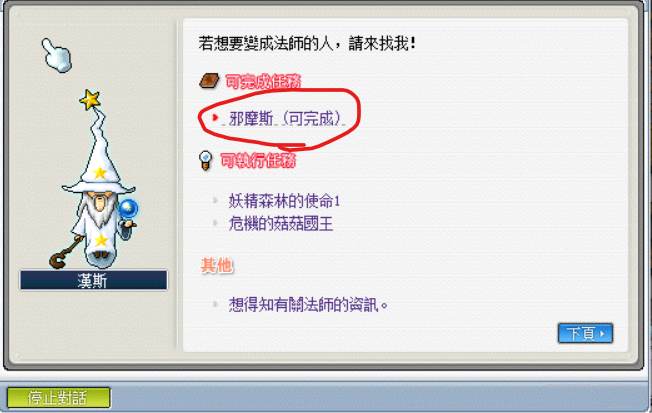 若想要變成法師的人，請來找我!
可完成任務
邪摩斯（可完成）
可執行任務
妖精森林的使命1
危機的菇菇國王
其他
想得知有關法師的資訊。
漢斯
下頁
停止對話